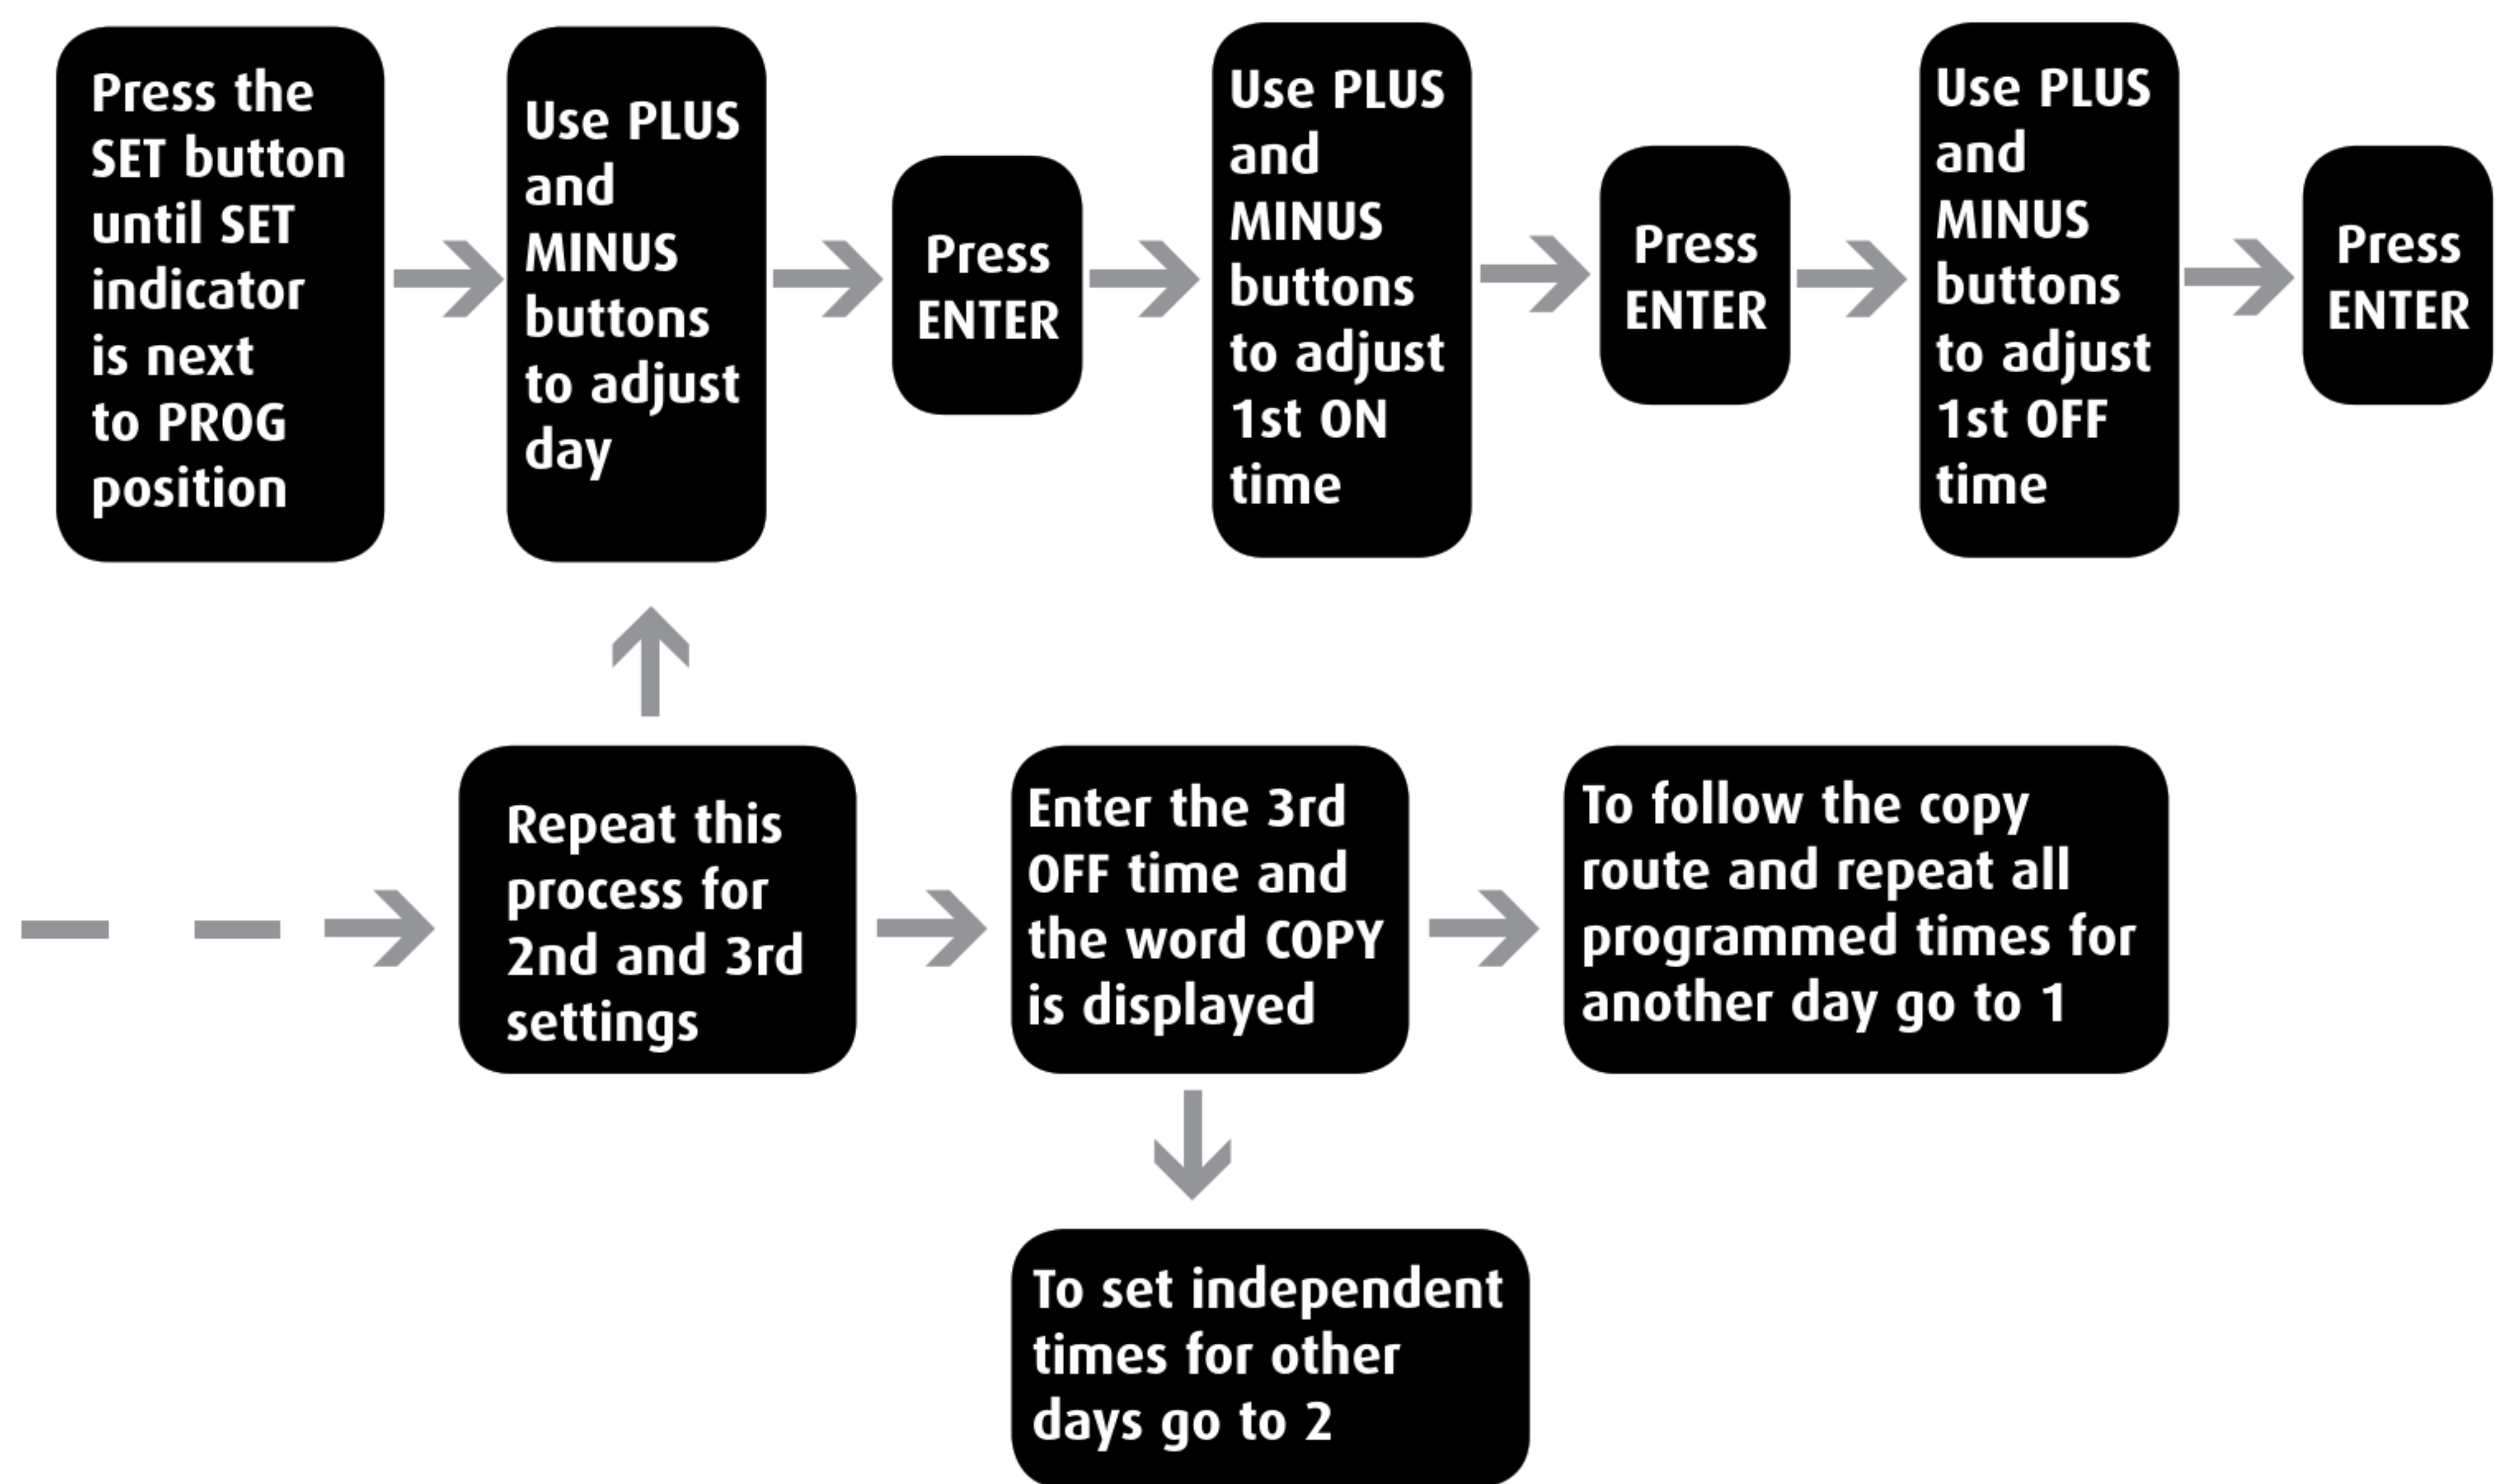 Press the
SET button
until SET
indicator
is next
to PROG
position
Use PLUS
and
MINUS
buttons
to adjust
day
Press
ENTER
Use PLUS
and
MINUS
buttons
to adjust
1st ON
time
Press
ENTER
Use PLUS
and
MINUS
buttons
to adjust
1st OFF
time
Press
ENTER
Repeat this
process for
2nd and 3rd
settings
Enter the 3rd
OFF time and
the word COPY
is displayed
To follow the copy
route and repeat all
programmed times for
another day go to 1
To set independent
times for other
days go to 2